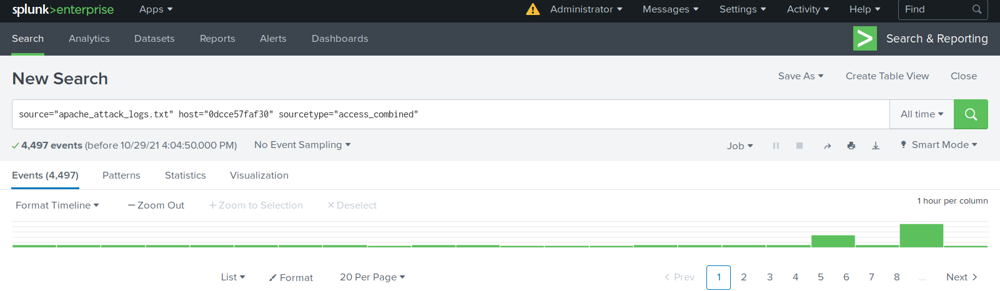 splunk>enterprise Apps Administrator Messages Settings Activity Help Find
Search Analytics Datasets Reports Alerts Dashboards Search & Reporting
New Search Save As Create Table View Close
source="apache_attack_logs.txt" host="0dcce57faf30" sourcetype="access_combined" All time
4,497 events (before 10/29/21 4:04:50.000 PM) No Event Sampling Job Smart Mode
Events (4,497) Patterns Statistics Visualization
Format Timeline — Zoom Out + Zoom to Selection × Deselect 1 hour per column
List Format 20 Per Page < Prev 1 2 3 4 5 6 7 8 ... Next >